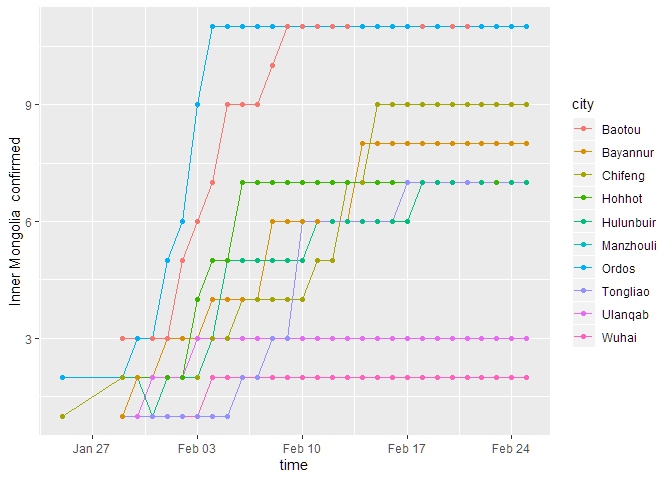 Inner Mongolia  confirmed
9
6
3
Jan 27
Feb 03
Feb 10
Feb 17
Feb 24
time
city
Baotou
Bayannur
Chifeng
Hohhot
Hulunbuir
Manzhouli
Ordos
Tongliao
Ulanqab
Wuhai